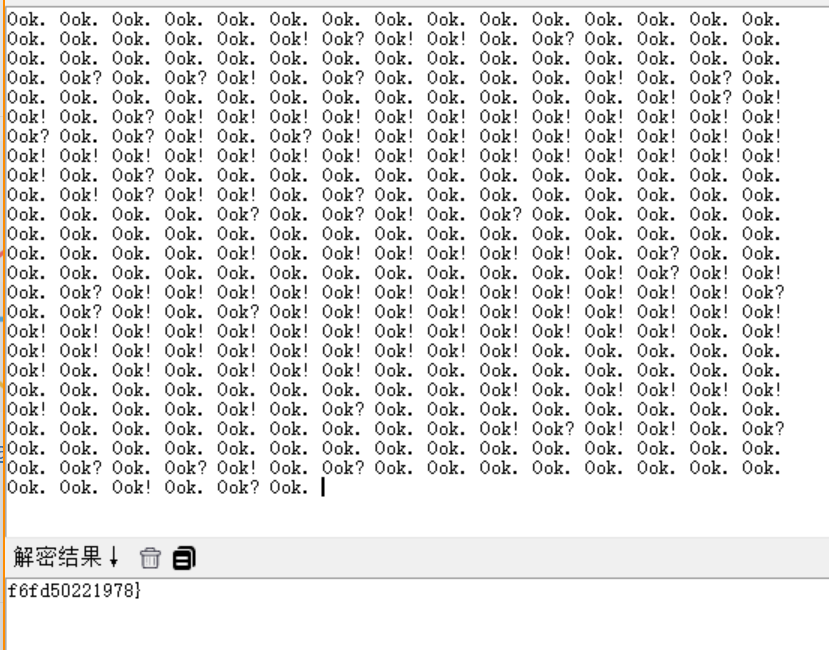 Ook. Ook. Ook. Ook. Ook. Ook. Ook. Ook. Ook. Ook. Ook. Ook. Ook. Ook. Ook.
Ook. Ook. Ook. Ook. Ook. Ook! Ook? Ook! Ook! Ook. Ook? Ook. Ook. Ook. Ook.
Ook. Ook. Ook. Ook. Ook. Ook. Ook. Ook. Ook. Ook. Ook. Ook. Ook. Ook. Ook.
Ook. Ook? Ook. Ook? Ook! Ook. Ook? Ook. Ook. Ook. Ook. Ook! Ook. Ook? Ook.
Ook. Ook. Ook. Ook. Ook. Ook. Ook. Ook. Ook. Ook. Ook. Ook. Ook! Ook? Ook!
Ook! Ook. Ook? Ook! Ook! Ook! Ook! Ook! Ook! Ook! Ook! Ook! Ook! Ook! Ook!
Ook? Ook. Ook? Ook! Ook. Ook? Ook! Ook! Ook! Ook! Ook! Ook! Ook! Ook! Ook!
Ook! Ook! Ook! Ook! Ook! Ook! Ook! Ook! Ook! Ook! Ook! Ook! Ook! Ook! Ook!
Ook! Ook. Ook? Ook. Ook. Ook. Ook. Ook. Ook. Ook. Ook. Ook. Ook. Ook. Ook.
Ook. Ook! Ook? Ook! Ook! Ook. Ook? Ook. Ook. Ook. Ook. Ook. Ook. Ook. Ook.
Ook. Ook. Ook. Ook. Ook? Ook. Ook? Ook! Ook. Ook? Ook. Ook. Ook. Ook. Ook.
Ook. Ook. Ook. Ook. Ook. Ook. Ook. Ook. Ook. Ook. Ook. Ook. Ook. Ook. Ook.
Ook. Ook. Ook. Ook. Ook! Ook. Ook! Ook! Ook! Ook! Ook! Ook. Ook? Ook. Ook.
Ook. Ook. Ook. Ook. Ook. Ook. Ook. Ook. Ook. Ook. Ook. Ook! Ook? Ook! Ook!
Ook. Ook? Ook! Ook! Ook! Ook! Ook! Ook! Ook! Ook! Ook! Ook! Ook! Ook! Ook?
Ook. Ook? Ook! Ook. Ook? Ook! Ook! Ook! Ook! Ook! Ook! Ook! Ook! Ook! Ook!
Ook! Ook! Ook! Ook! Ook! Ook! Ook! Ook! Ook! Ook! Ook! Ook! Ook! Ook! Ook!
Ook! Ook! Ook! Ook! Ook! Ook! Ook! Ook! Ook! Ook! Ook. Ook. Ook. Ook. Ook.
Ook! Ook. Ook! Ook! Ook! Ook! Ook! Ook! Ook! Ook! Ook! Ook. Ook. Ook. Ook.
Ook. Ook. Ook. Ook. Ook. Ook. Ook. Ook. Ook. Ook! Ook. Ook! Ook! Ook! Ook!
Ook! Ook. Ook. Ook. Ook! Ook. Ook? Ook. Ook. Ook. Ook. Ook. Ook. Ook. Ook.
Ook. Ook. Ook. Ook. Ook. Ook. Ook. Ook. Ook. Ook! Ook? Ook! Ook! Ook. Ook?
Ook. Ook. Ook. Ook. Ook. Ook. Ook. Ook. Ook. Ook. Ook. Ook. Ook. Ook. Ook.
Ook. Ook? Ook. Ook? Ook! Ook. Ook? Ook. Ook. Ook. Ook. Ook. Ook. Ook. Ook.
Ook. Ook. Ook! Ook. Ook? Ook.
解密结果↓
f6fd50221978}